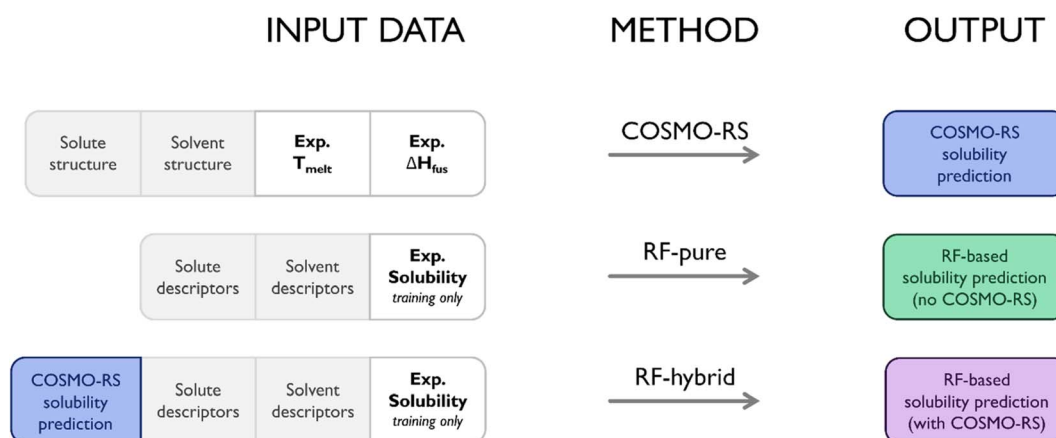 INPUT DATA
METHOD
OUTPUT
Solute
structure
Solvent
structure
Exp.
Tmelt
Exp.
ΔHfus
COSMO-RS
COSMO-RS
solubility
prediction
Solute
descriptors
Solvent
descriptors
Exp.
Solubility
training only
RF-pure
RF-based
solubility prediction
(no COSMO-RS)
COSMO-RS
solubility
prediction
Solute
descriptors
Solvent
descriptors
Exp.
Solubility
training only
RF-hybrid
RF-based
solubility prediction
(with COSMO-RS)